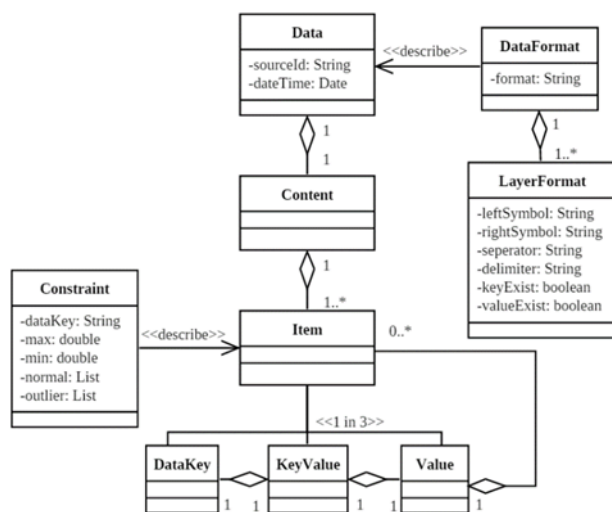 Data
-sourceId: String
-dateTime: Date
<<describe>>
DataFormat
-format: String
1
1
1
1..*
Content
LayerFormat
-leftSymbol: String
-rightSymbol: String
-seperator: String
-delimiter: String
-keyExist: boolean
-valueExist: boolean
1
1..*
Constraint
-dataKey: String
-max: double
-min: double
-normal: List
-outlier: List
<<describe>>
Item
0..*
<<1 in 3>>
DataKey
KeyValue
Value
1
1
1
1
1